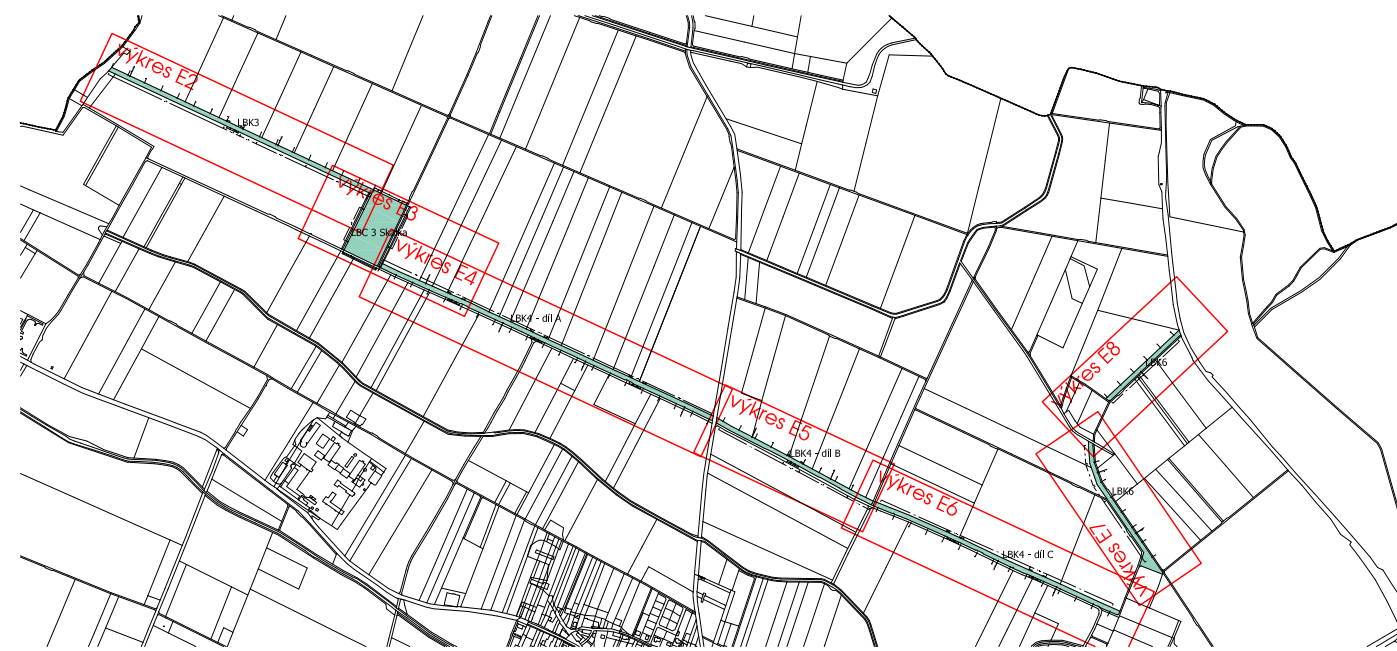 výkres E2
LBK3
výkres E3
LBC 3 Skalka
výkres E4
LBK4 - díl A
výkres E8
LBK6
výkres E5
LBK4 - díl B
výkres E6
LBK6
výkres E7
LBK4 - díl C